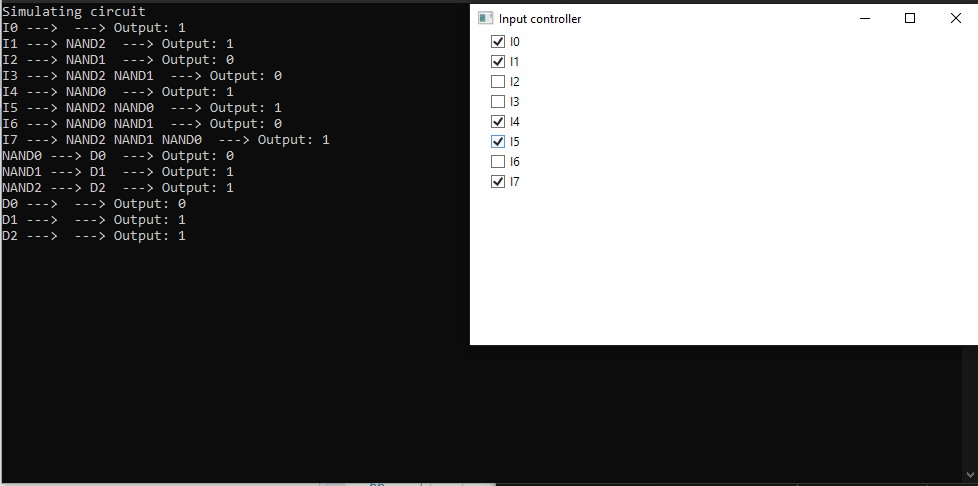 Simulating circuit
I0 --->  ---> Output: 1
I1 ---> NAND2  ---> Output: 1
I2 ---> NAND1  ---> Output: 0
I3 ---> NAND2 NAND1  ---> Output: 0
I4 ---> NAND0  ---> Output: 1
I5 ---> NAND2 NAND0  ---> Output: 1
I6 ---> NAND0 NAND1  ---> Output: 0
I7 ---> NAND2 NAND1 NAND0  ---> Output: 1
NAND0 ---> D0  ---> Output: 0
NAND1 ---> D1  ---> Output: 1
NAND2 ---> D2  ---> Output: 1
D0 --->  ---> Output: 0
D1 --->  ---> Output: 1
D2 --->  ---> Output: 1
Input controller
I0
I1
I2
I3
I4
I5
I6
I7